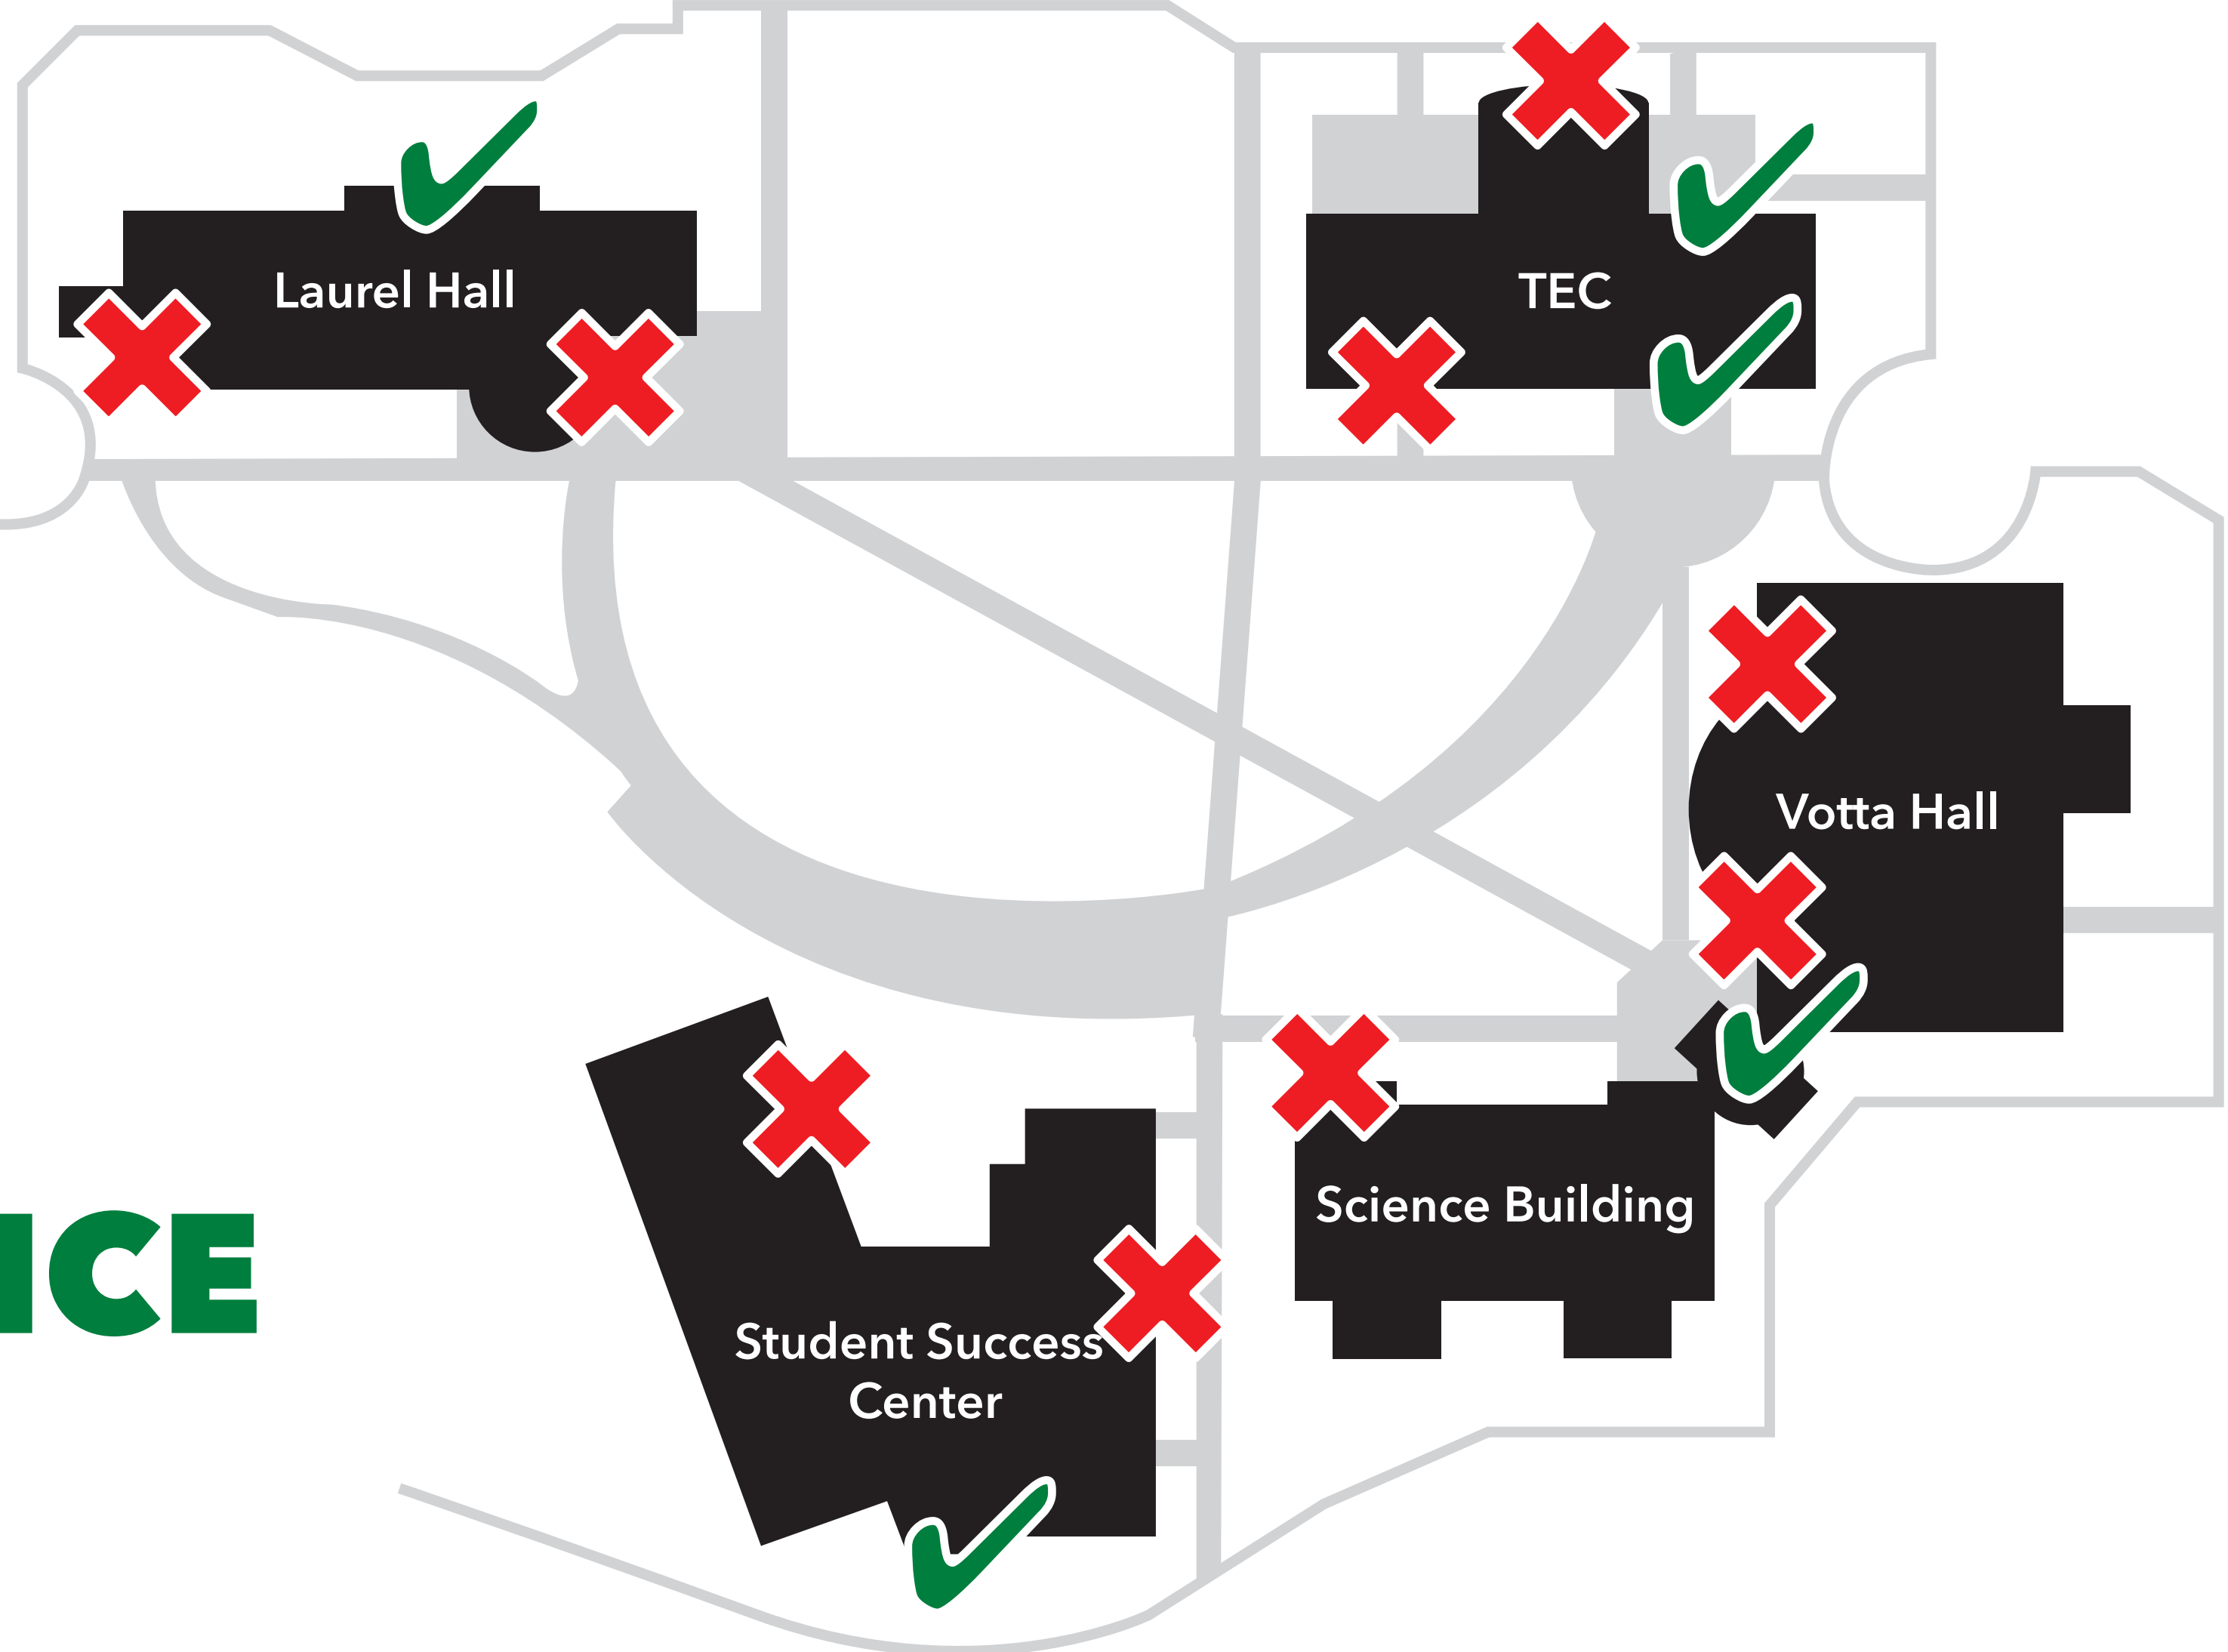 Laurel Hall
TEC
Votta Hall
Science Building
ICE
Student Success
Center